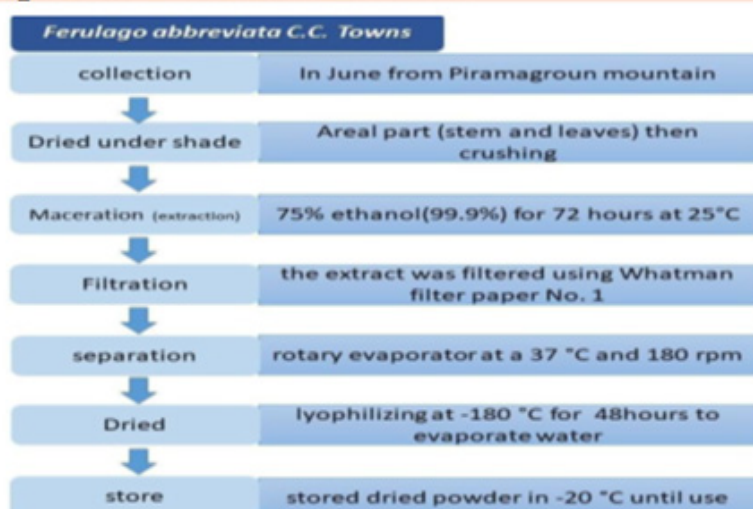 Ferulago abbreviata C.C. Towns
collection
In June from Piramagroun mountain
Dried under shade
Areal part (stem and leaves) then
crushing
Maceration (extraction)
75% ethanol(99.9%) for 72 hours at 25°C
Filtration
the extract was filtered using Whatman
filter paper No. 1
separation
rotary evaporator at a 37 °C and 180 rpm
Dried
lyophilizing at -180 °C for 48hours to
evaporate water
store
stored dried powder in -20 °C until use